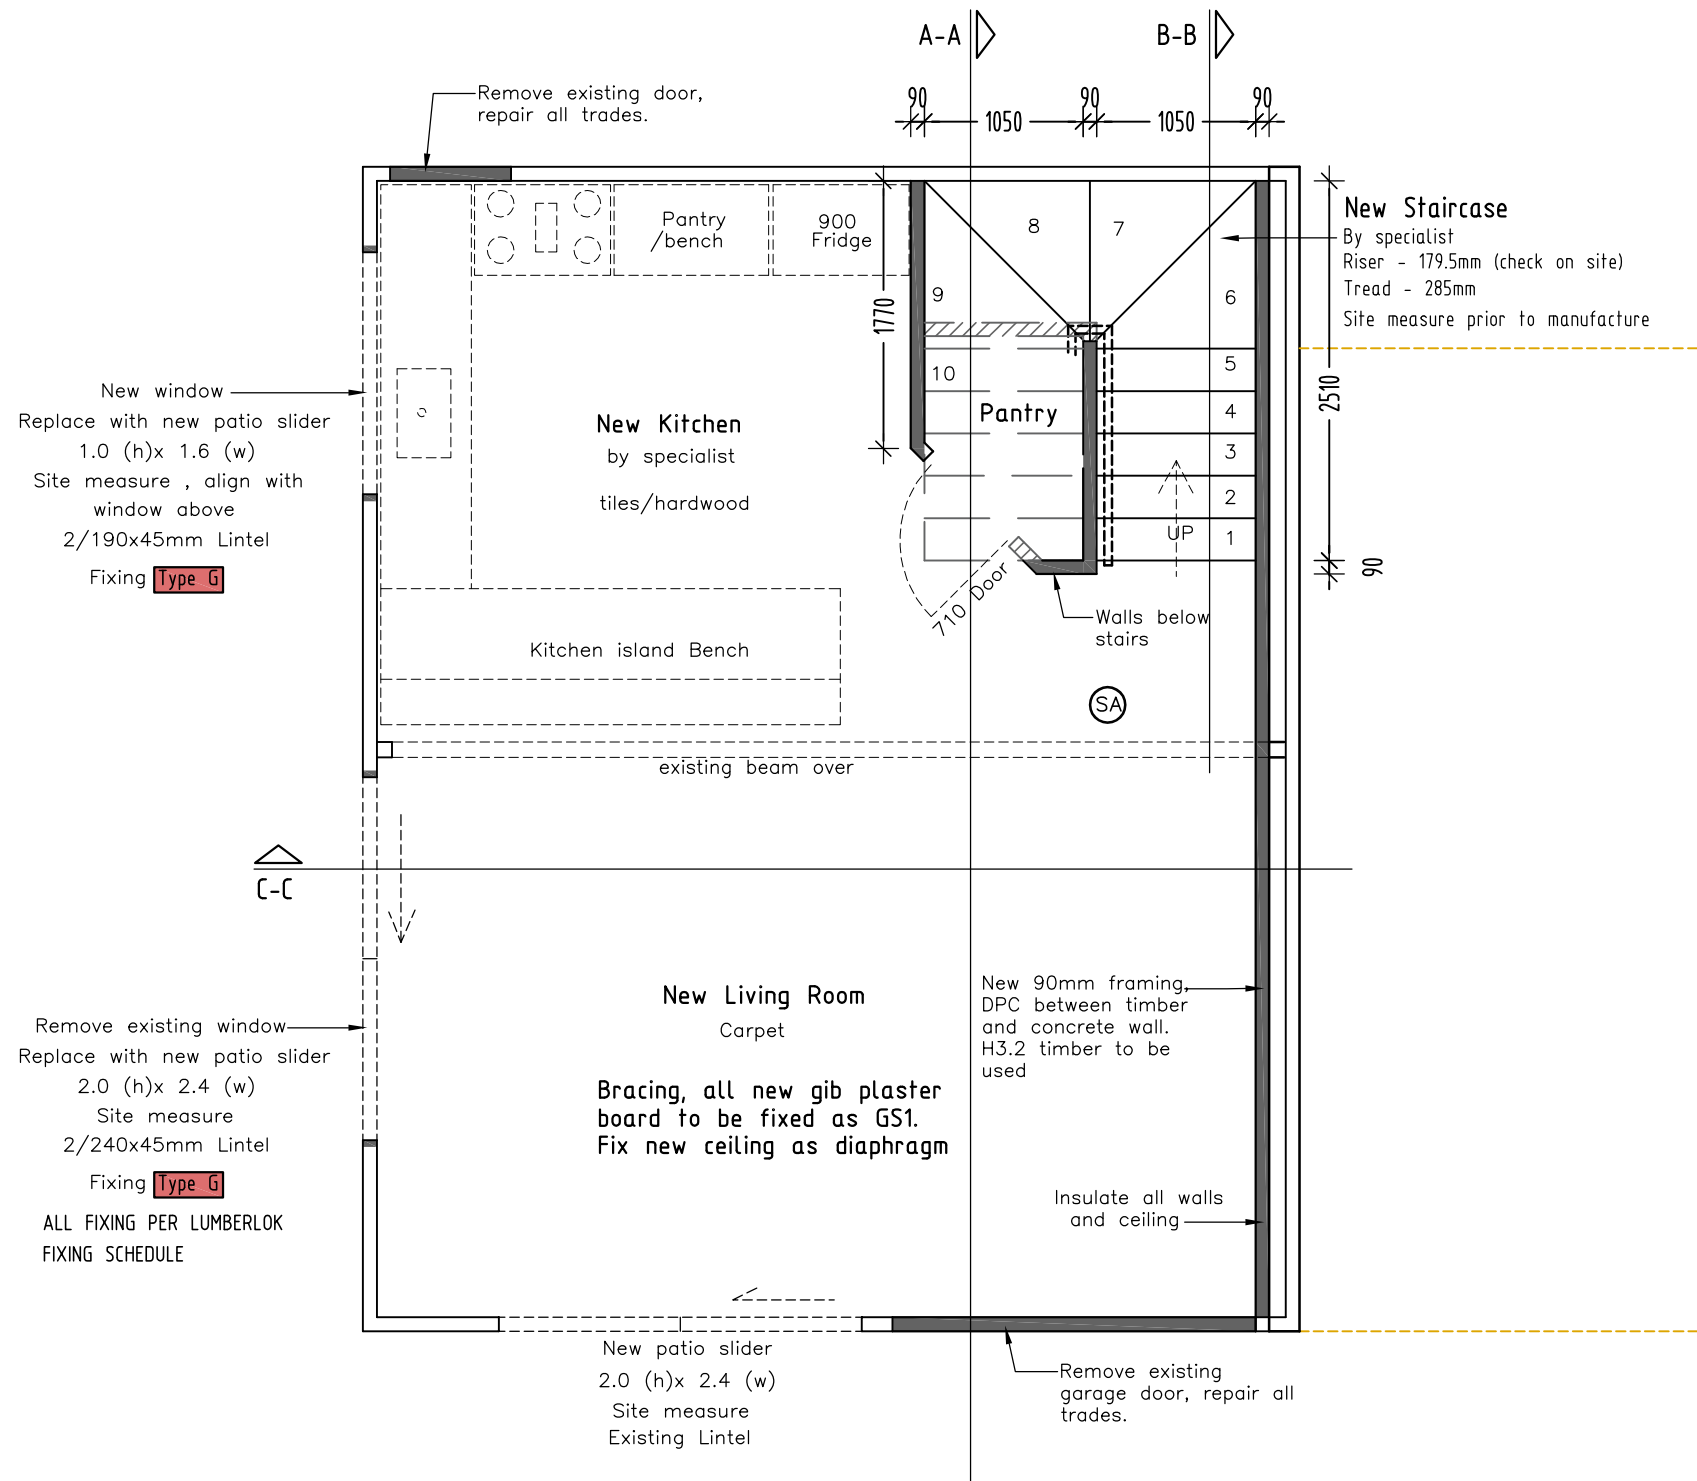 A-A
B-B
90
1050
90
1050
90
Remove existing door,
repair all trades.
Pantry
/bench
900
Fridge
8
7
9
6
10
5
4
3
2
1
UP
1770
2510
90
New Staircase
By specialist
Riser - 179.5mm (check on site)
Tread - 285mm
Site measure prior to manufacture
New window
Replace with new patio slider
1.0 (h)x 1.6 (w)
Site measure , align with
window above
2/190x45mm Lintel
Fixing Type G
New Kitchen
by specialist
tiles/hardwood
Pantry
710 Door
Walls below
stairs
Kitchen island Bench
SA
existing beam over
C-C
New Living Room
Carpet
New 90mm framing,
DPC between timber
and concrete wall.
H3.2 timber to be
used
Remove existing window
Replace with new patio slider
2.0 (h)x 2.4 (w)
Site measure
2/240x45mm Lintel
Fixing Type G
ALL FIXING PER LUMBERLOK
FIXING SCHEDULE
Bracing, all new gib plaster
board to be fixed as GS1.
Fix new ceiling as diaphragm
Insulate all walls
and ceiling
New patio slider
2.0 (h)x 2.4 (w)
Site measure
Existing Lintel
Remove existing
garage door, repair all
trades.